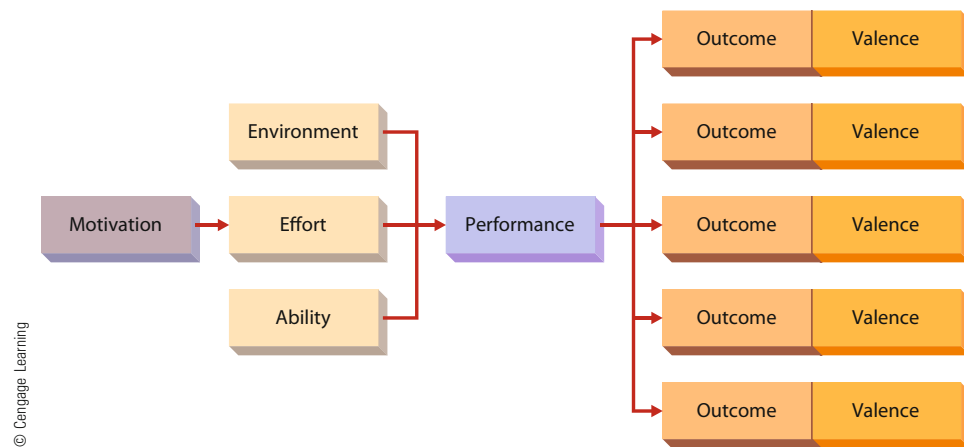 Outcome Valence
Environment
Outcome Valence
Motivation
Effort
Performance
Outcome Valence
Ability
Outcome Valence
Outcome Valence
© Cengage Learning